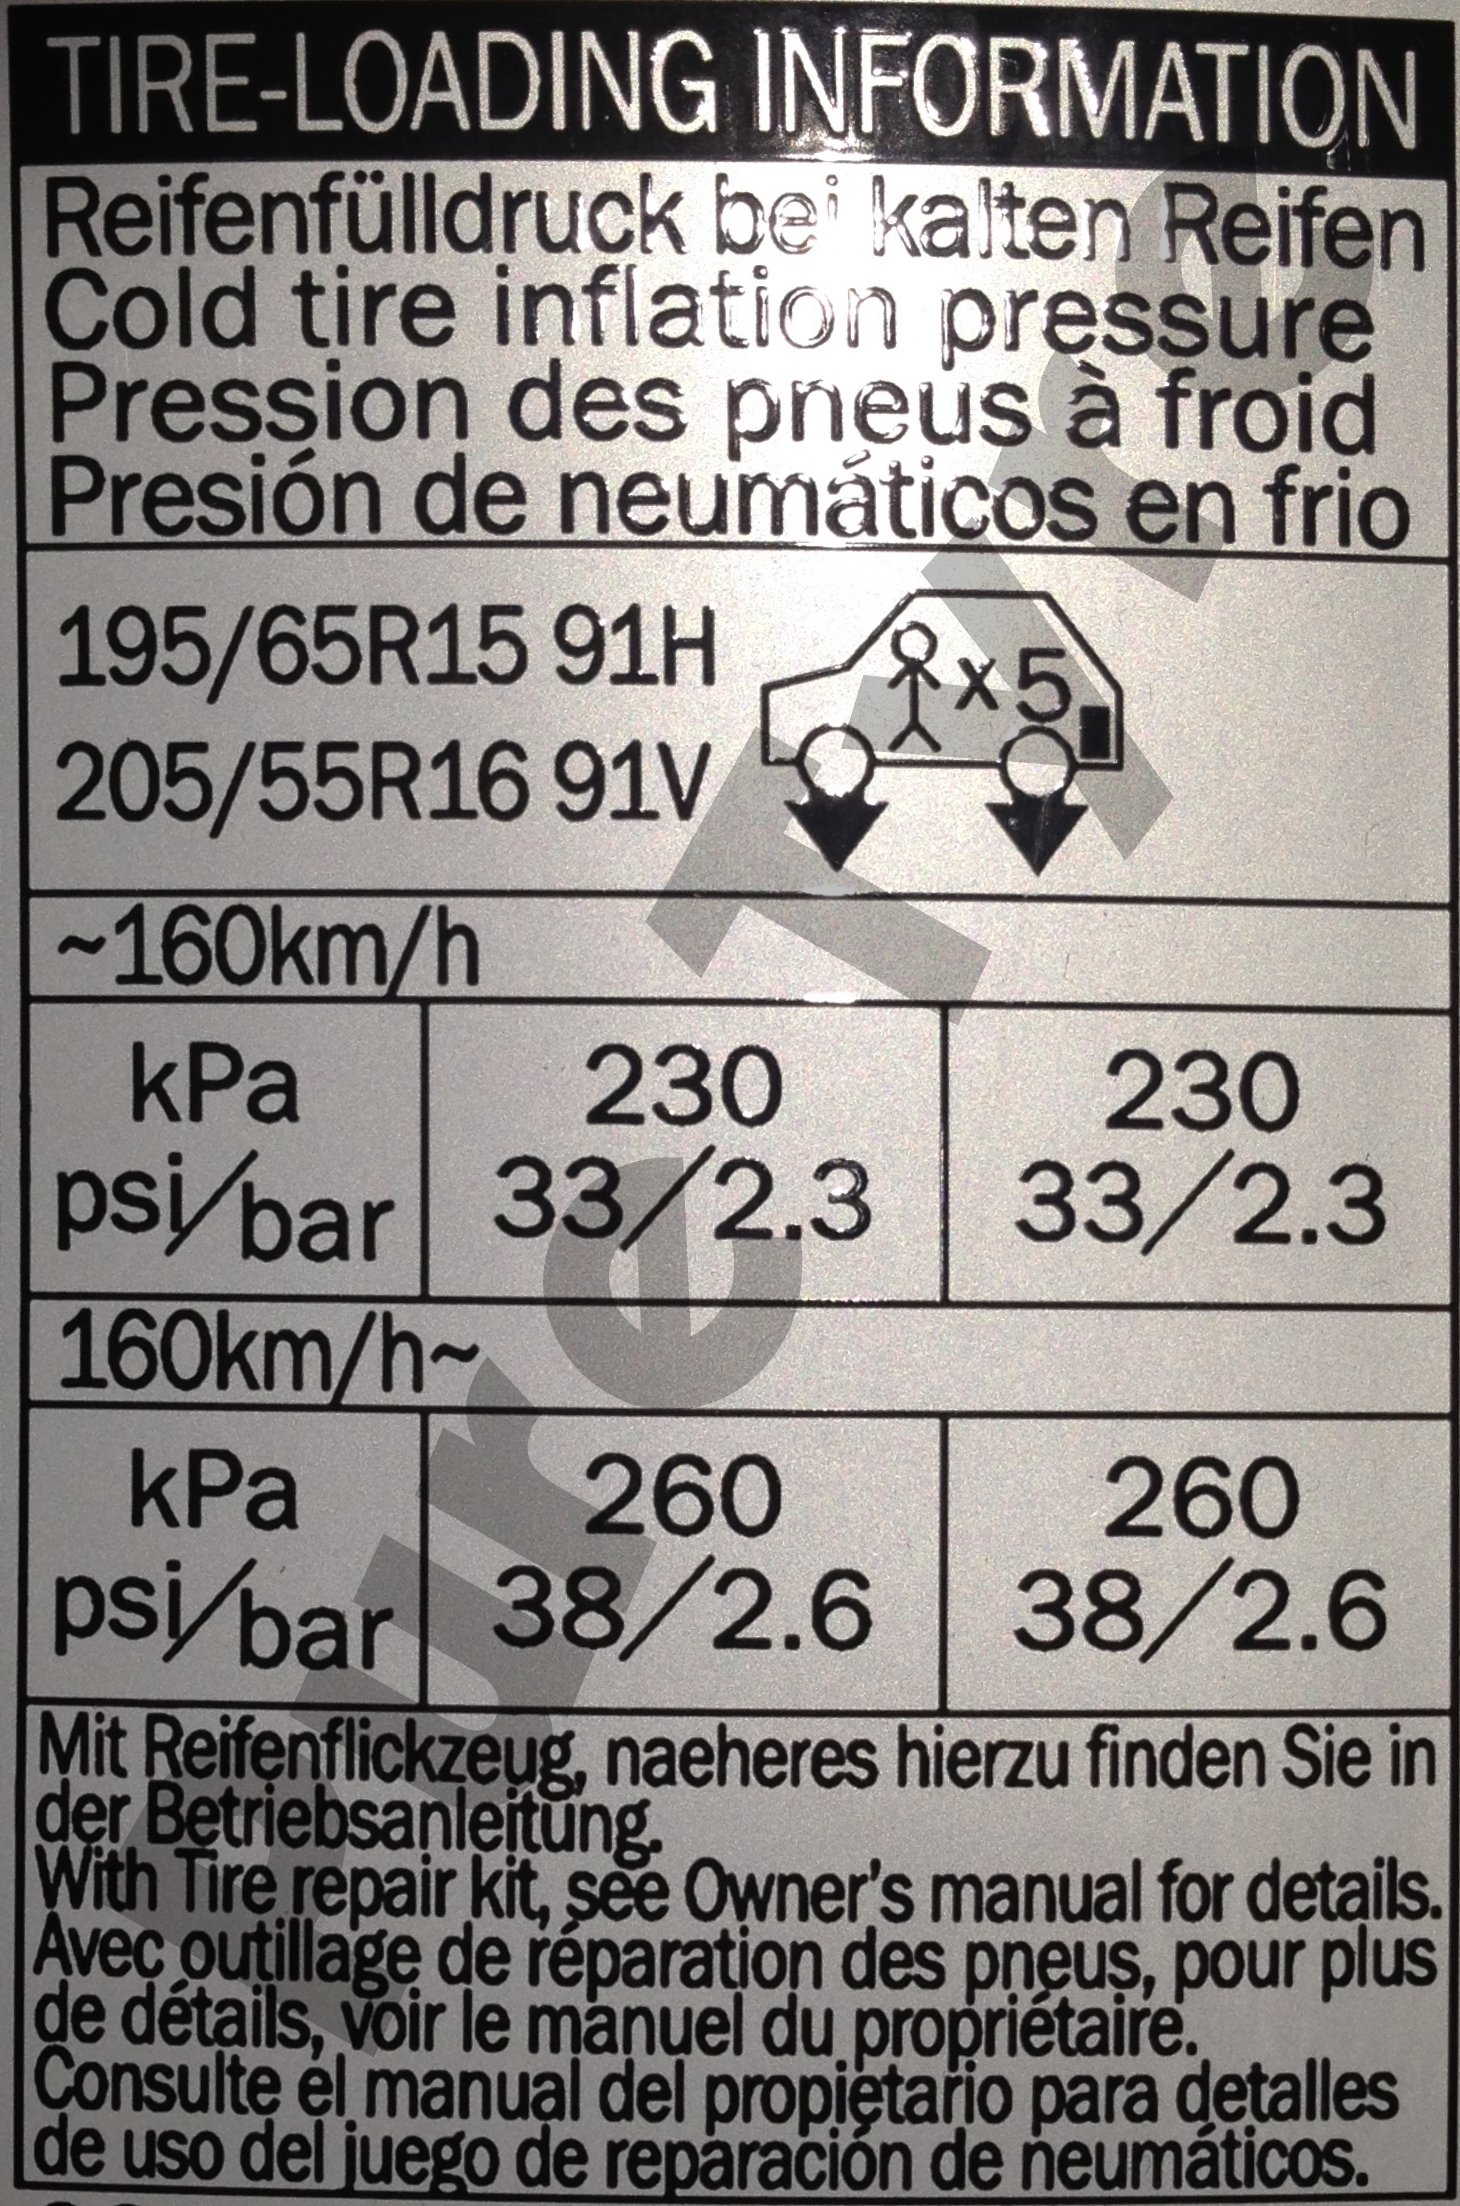 TIRE-LOADING INFORMATION
Reifenfülldruck bei kalten Reifen
Cold tire inflation pressure
Pression des pneus à froid
Presión de neumáticos en frio
195/65R15 91H
x5
205/55R16 91V
~160km/h
kPa 230 230
psi/bar 33/2.3 33/2.3
160km/h~
kPa 260 260
psi/bar 38/2.6 38/2.6
Mit Reifenflickzeug, naeheres hierzu finden Sie in
der Betriebsanleitung.
With Tire repair kit, see Owner's manual for details.
Avec outillage de réparation des pneus, pour plus
de détails, voir le manuel du propriétaire.
Consulte el manual del propietario para detalles
de uso del juego de reparación de neumáticos.
Pure Tyre